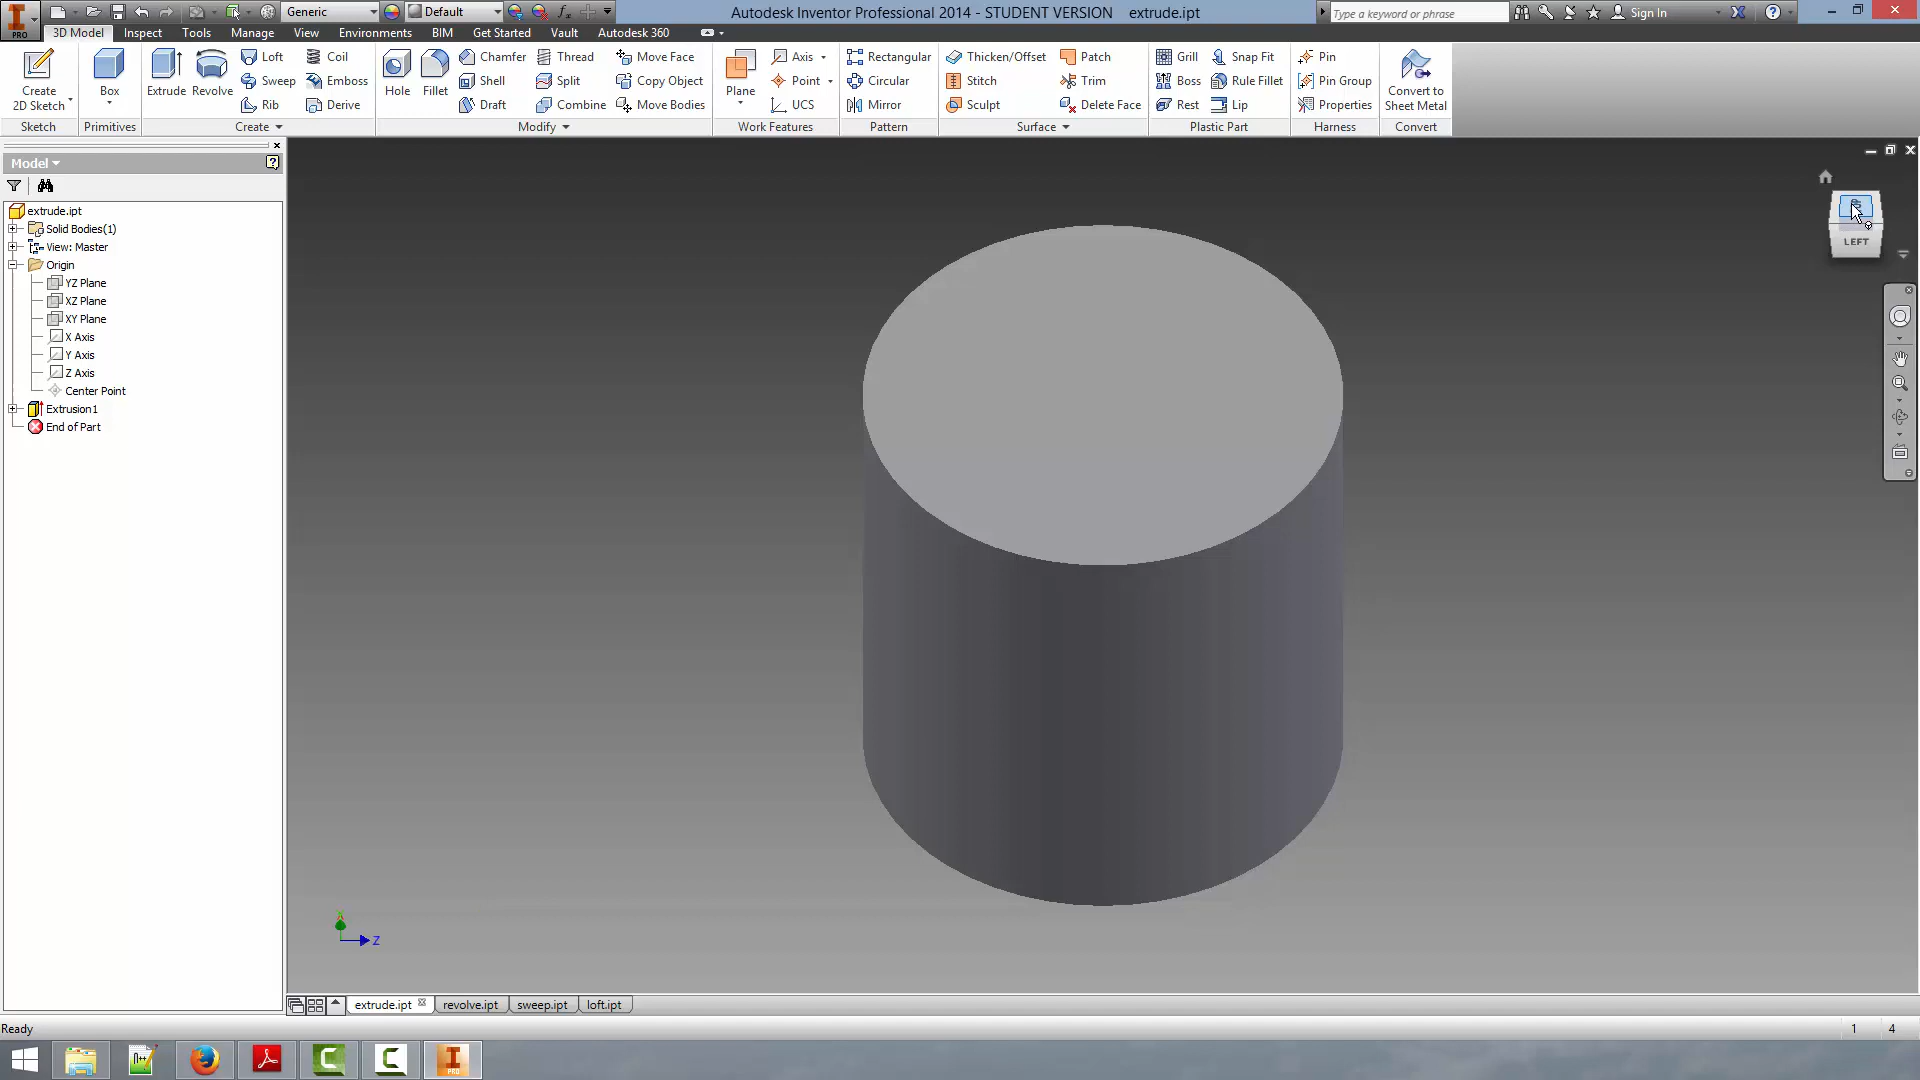 Generic
Default
fx
Autodesk Inventor Professional 2014 - STUDENT VERSION extrude.ipt
Type a keyword or phrase
Sign In
PRO
3D Model
Inspect
Tools
Manage
View
Environments
BIM
Get Started
Vault
Autodesk 360
Create
2D Sketch
Box
Extrude
Revolve
Loft
Sweep
Rib
Coil
Emboss
Derive
Hole
Fillet
Chamfer
Shell
Draft
Thread
Split
Combine
Move Face
Copy Object
Move Bodies
Plane
Axis
Point
UCS
Rectangular
Circular
Mirror
Thicken/Offset
Stitch
Sculpt
Patch
Trim
Delete Face
Grill
Boss
Rest
Snap Fit
Rule Fillet
Lip
Pin
Pin Group
Properties
Convert to
Sheet Metal
Sketch
Primitives
Create
Modify
Work Features
Pattern
Surface
Plastic Part
Harness
Convert
Model
extrude.ipt
Solid Bodies(1)
View: Master
Origin
YZ Plane
XZ Plane
XY Plane
X Axis
Y Axis
Z Axis
Center Point
Extrusion1
End of Part
LEFT
Z
extrude.ipt
revolve.ipt
sweep.ipt
loft.ipt
Ready
1
4
PRO